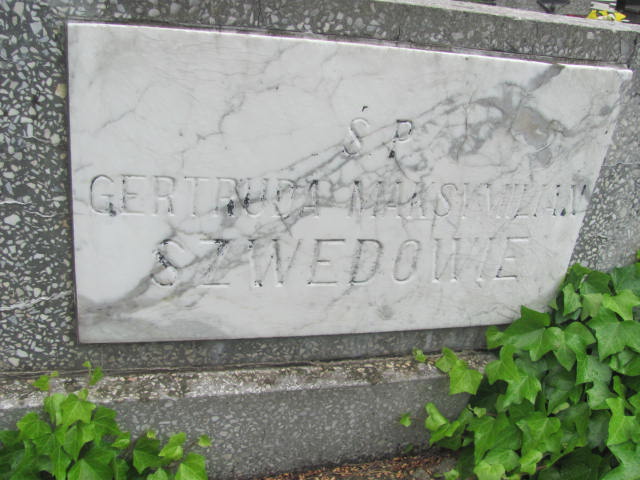 Ś.P.
GERTRUDA MAKSYMILIAN
SZWEDOWIE